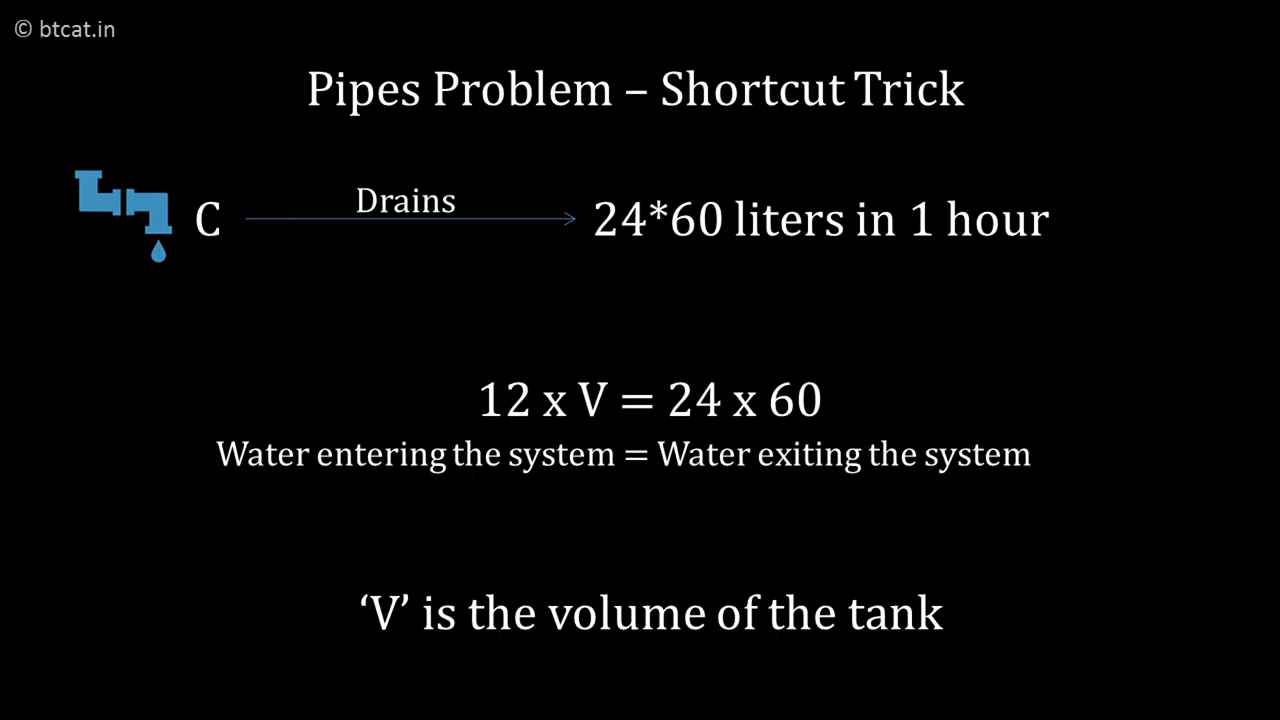 © btcat.in
Pipes Problem – Shortcut Trick
Drains
C
24*60 liters in 1 hour
12 x V = 24 x 60
Water entering the system = Water exiting the system
‘V’ is the volume of the tank